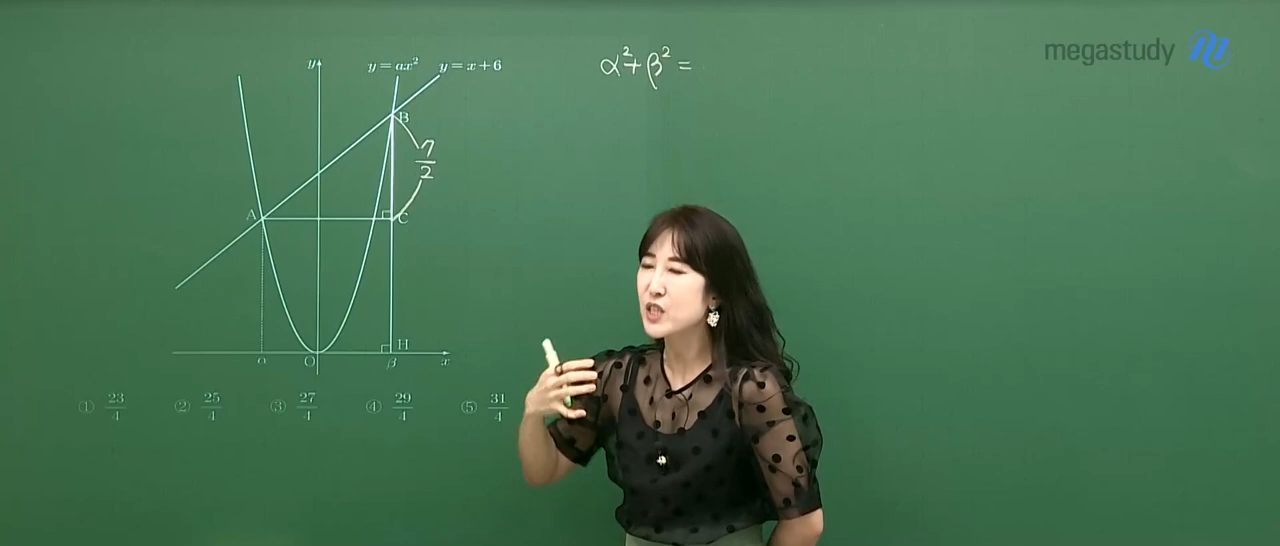 megastudy
α²+β²=
y
y=ax²
y=x+6
B
7/2
A
C
H
α
O
β
x
① 23/4 ② 25/4 ③ 27/4 ④ 29/4 ⑤ 31/4